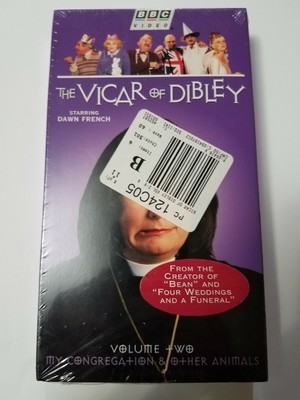 BBC
VIDEO
THE VICAR OF DIBLEY
STARRING
DAWN FRENCH
B
PC 124C05
FROM THE
CREATOR OF
"BEAN" AND
"FOUR WEDDINGS
AND A FUNERAL"
VOLUME TWO
MY CONGREGATION & OTHER ANIMALS